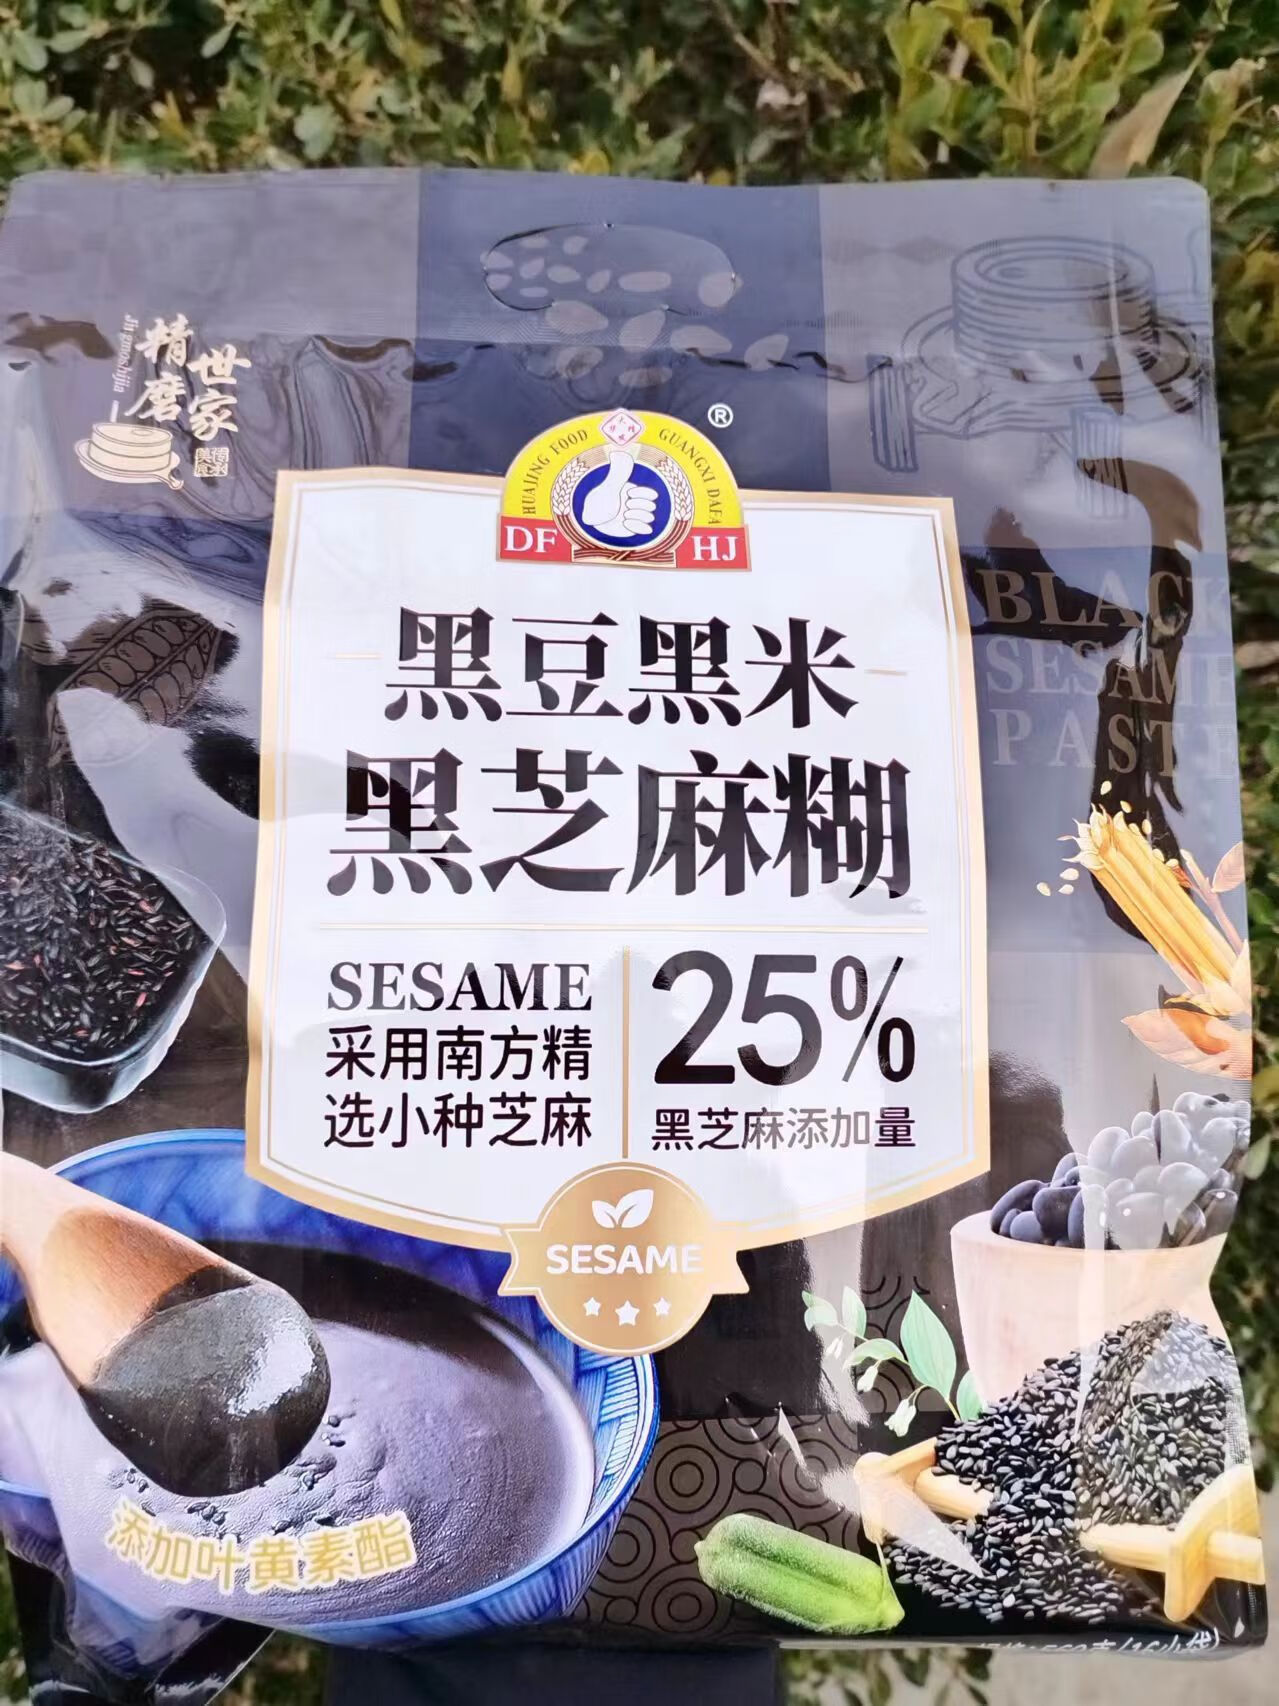 精磨世家
Jingmoshijia
®
HUAJING FOOD GUANGXI DAFA
DF HJ
黑豆黑米
黑芝麻糊
BLACK
SESAME
PASTE
SESAME
采用南方精
选小种芝麻
25%
黑芝麻添加量
SESAME
添加叶黄素酯